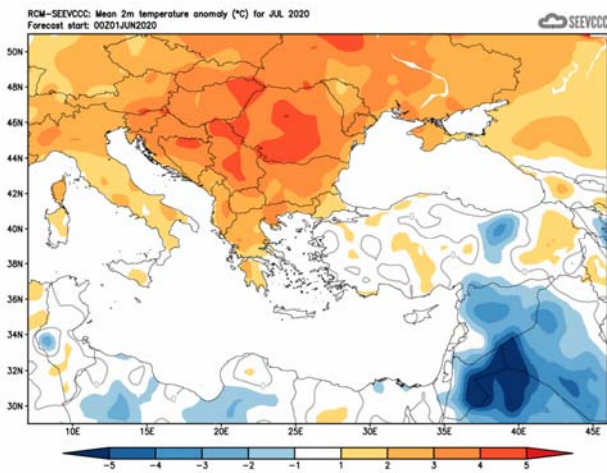 RCM-SEEVCCC: Mean 2m temperature anomaly (°C) for JUL 2020
Forecast start: 00Z01JUN2020
SEEVCCC
50N
48N
46N
44N
42N
40N
38N
36N
34N
32N
30N
10E 15E 20E 25E 30E 35E 40E 45E
-5 -4 -3 -2 -1 1 2 3 4 5